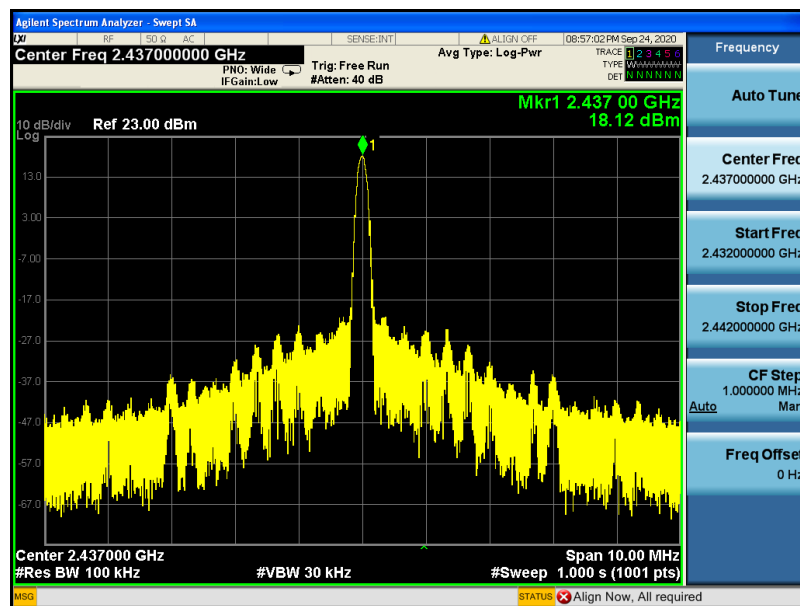 Agilent Spectrum Analyzer - Swept SA
LXI RF 50 Ω AC SENSE:INT ALIGN OFF 08:57:02 PM Sep 24, 2020
Center Freq 2.437000000 GHz
PNO: Wide
IFGain:Low
Trig: Free Run
#Atten: 40 dB
Avg Type: Log-Pwr
TRACE 1 2 3 4 5 6
TYPE
DET N N N N N N
Mkr1 2.437 00 GHz
18.12 dBm
10 dB/div Ref 23.00 dBm
Log
1
13.0
3.00
-7.00
-17.0
-27.0
-37.0
-47.0
-57.0
-67.0
Center 2.437000 GHz Span 10.00 MHz
#Res BW 100 kHz #VBW 30 kHz #Sweep 1.000 s (1001 pts)
MSG STATUS Align Now, All required
Frequency
Auto Tune
Center Freq
2.437000000 GHz
Start Freq
2.432000000 GHz
Stop Freq
2.442000000 GHz
CF Step
1.000000 MHz
Auto Man
Freq Offset
0 Hz